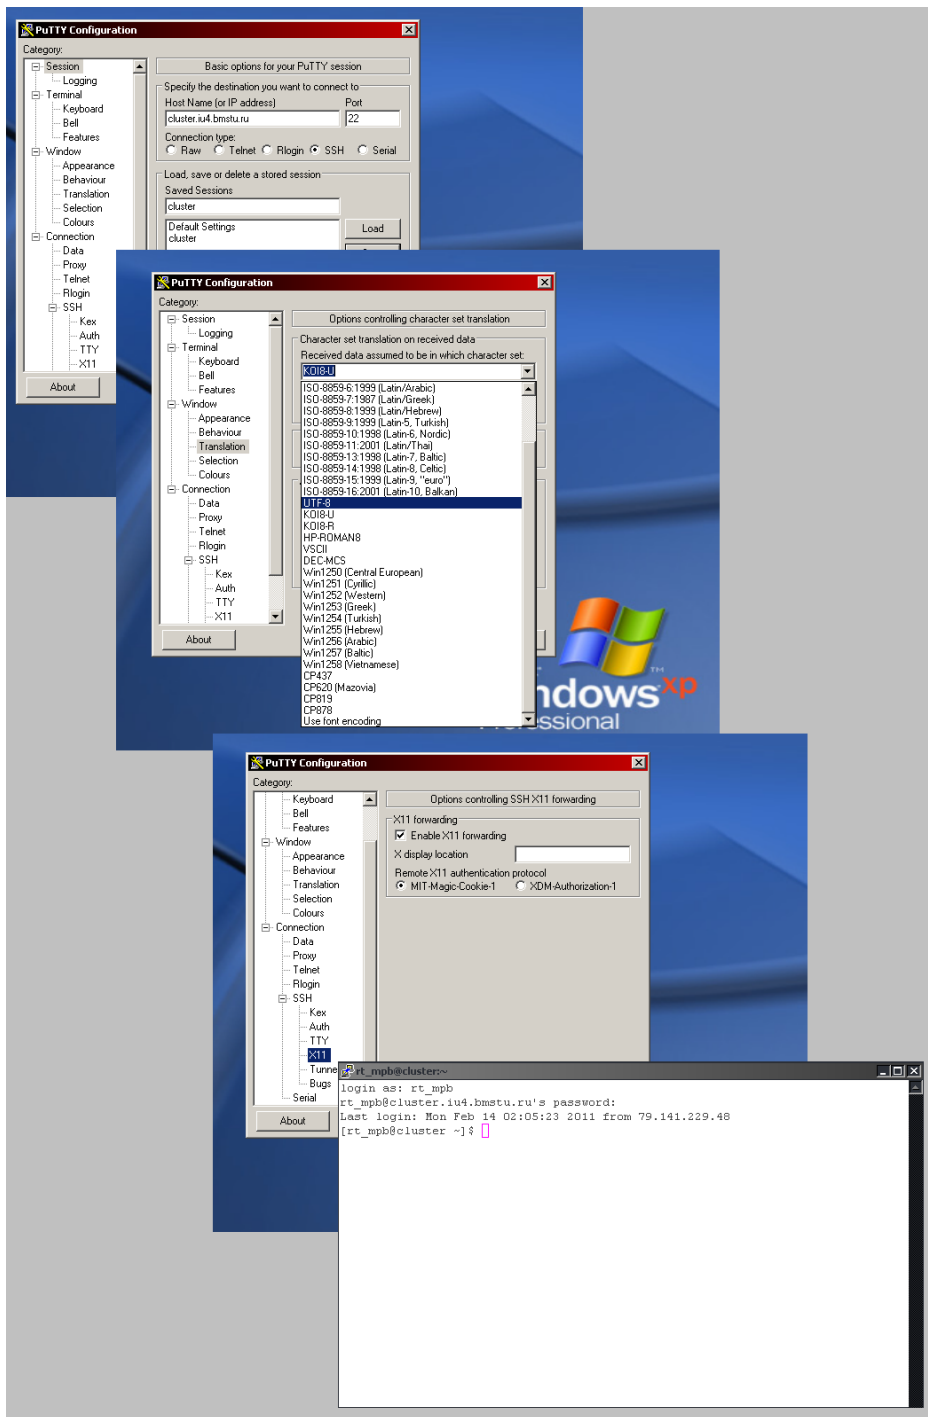 PuTTY Configuration
Category:
Session
Logging
Terminal
Keyboard
Bell
Features
Window
Appearance
Behaviour
Translation
Selection
Colours
Connection
Data
Proxy
Telnet
Rlogin
SSH
Kex
Auth
TTY
X11
About
Basic options for your PuTTY session
Specify the destination you want to connect to
Host Name (or IP address) Port
cluster.iu4.bmstu.ru 22
Connection type:
Raw Telnet Rlogin SSH Serial
Load, save or delete a stored session
Saved Sessions
cluster
Default Settings
cluster
Load
PuTTY Configuration
Category:
Session
Logging
Terminal
Keyboard
Bell
Features
Window
Appearance
Behaviour
Translation
Selection
Colours
Connection
Data
Proxy
Telnet
Rlogin
SSH
Kex
Auth
TTY
X11
About
Options controlling character set translation
Character set translation on received data
Received data assumed to be in which character set:
KOI8-U
ISO-8859-6:1999 (Latin/Arabic)
ISO-8859-7:1987 (Latin/Greek)
ISO-8859-8:1999 (Latin/Hebrew)
ISO-8859-9:1999 (Latin-5, Turkish)
ISO-8859-10:1998 (Latin-6, Nordic)
ISO-8859-11:2001 (Latin/Thai)
ISO-8859-13:1998 (Latin-7, Baltic)
ISO-8859-14:1998 (Latin-8, Celtic)
ISO-8859-15:1999 (Latin-9, "euro")
ISO-8859-16:2001 (Latin-10, Balkan)
UTF-8
KOI8-U
KOI8-R
HP-ROMAN8
VSCII
DEC-MCS
Win1250 (Central European)
Win1251 (Cyrillic)
Win1252 (Western)
Win1253 (Greek)
Win1254 (Turkish)
Win1255 (Hebrew)
Win1256 (Arabic)
Win1257 (Baltic)
Win1258 (Vietnamese)
CP437
CP620 (Mazovia)
CP819
CP878
Use font encoding
TM
ndows xp
essional
PuTTY Configuration
Category:
Keyboard
Bell
Features
Window
Appearance
Behaviour
Translation
Selection
Colours
Connection
Data
Proxy
Telnet
Rlogin
SSH
Kex
Auth
TTY
X11
Tunne
Bugs
Serial
About
Options controlling SSH X11 forwarding
X11 forwarding
Enable X11 forwarding
X display location
Remote X11 authentication protocol
MIT-Magic-Cookie-1 XDM-Authorization-1
rt_mpb@cluster:~
login as: rt_mpb
rt_mpb@cluster.iu4.bmstu.ru's password:
Last login: Mon Feb 14 02:05:23 2011 from 79.141.229.48
[rt_mpb@cluster ~]$